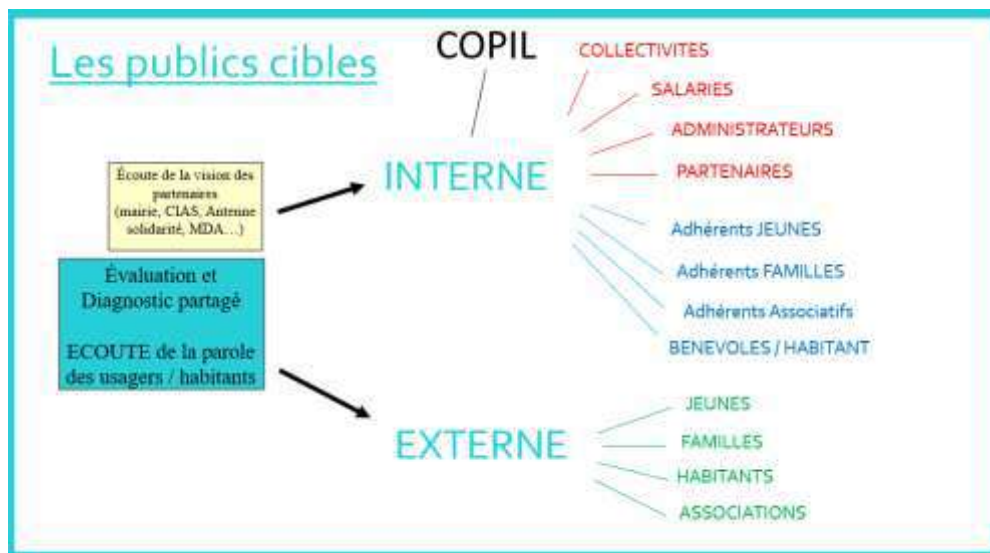 Les publics cibles
COPIL
COLLECTIVITES
SALARIES
ADMINISTRATEURS
PARTENAIRES
INTERNE
Adhérents JEUNES
Adhérents FAMILLES
Adhérents Associatifs
BENEVOLES / HABITANT
Écoute de la vision des
partenaires
(mairie, CIAS, Antenne
solidarité, MDA…)
Évaluation et
Diagnostic partagé
ECOUTE de la parole
des usagers / habitants
EXTERNE
JEUNES
FAMILLES
HABITANTS
ASSOCIATIONS